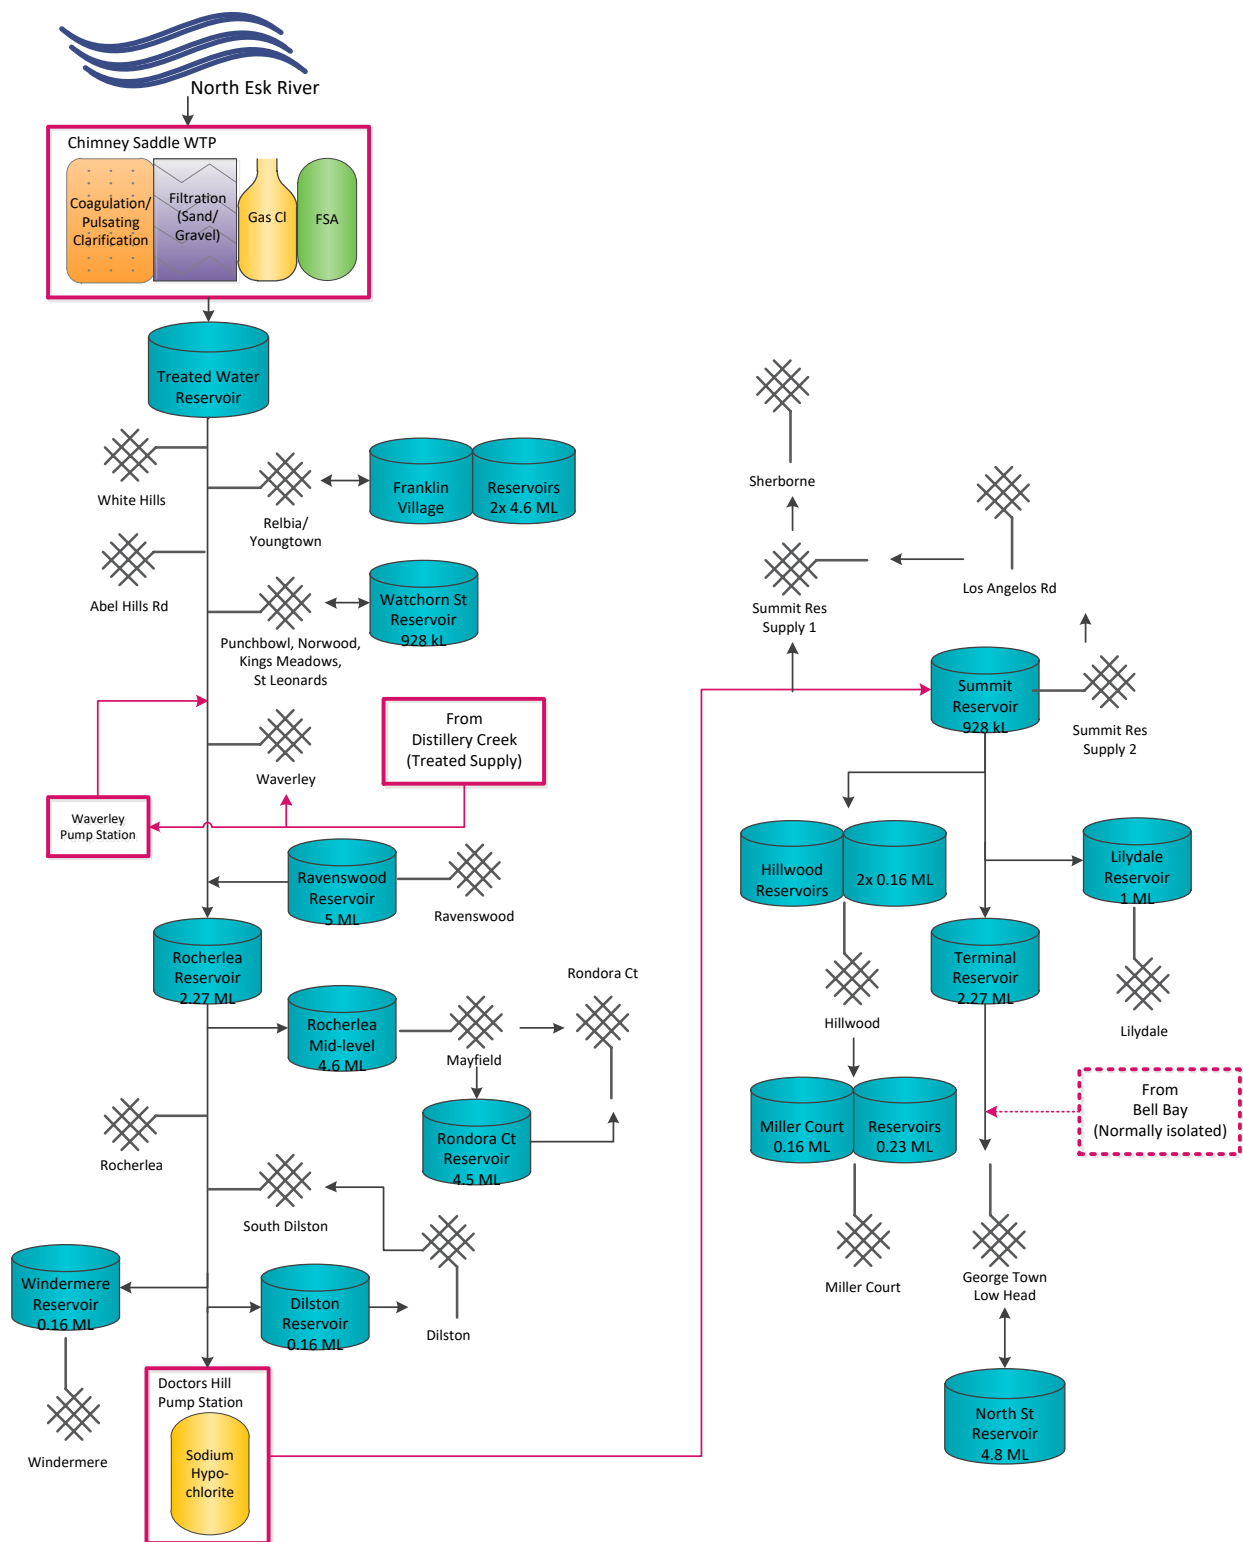 North Esk River
Chimney Saddle WTP
Coagulation/
Pulsating
Clarification
Filtration
(Sand/
Gravel)
Gas Cl
FSA
Treated Water
Reservoir
White Hills
Relbia/
Youngtown
Franklin
Village
Reservoirs
2x 4.6 ML
Abel Hills Rd
Punchbowl, Norwood,
Kings Meadows,
St Leonards
Watchorn St
Reservoir
928 kL
Waverley
From
Distillery Creek
(Treated Supply)
Waverley
Pump Station
Ravenswood
Reservoir
5 ML
Ravenswood
Rocherlea
Reservoir
2.27 ML
Rocherlea
Mid-level
4.6 ML
Mayfield
Rondora Ct
Rondora Ct
Reservoir
4.5 ML
Rocherlea
South Dilston
Windermere
Reservoir
0.16 ML
Dilston
Reservoir
0.16 ML
Dilston
Windermere
Doctors Hill
Pump Station
Sodium
Hypo-
chlorite
Sherborne
Summit Res
Supply 1
Los Angelos Rd
Summit
Reservoir
928 kL
Summit Res
Supply 2
Hillwood
Reservoirs
2x 0.16 ML
Lilydale
Reservoir
1 ML
Terminal
Reservoir
2.27 ML
Hillwood
Lilydale
Miller Court
0.16 ML
Reservoirs
0.23 ML
From
Bell Bay
(Normally isolated)
Miller Court
George Town
Low Head
North St
Reservoir
4.8 ML